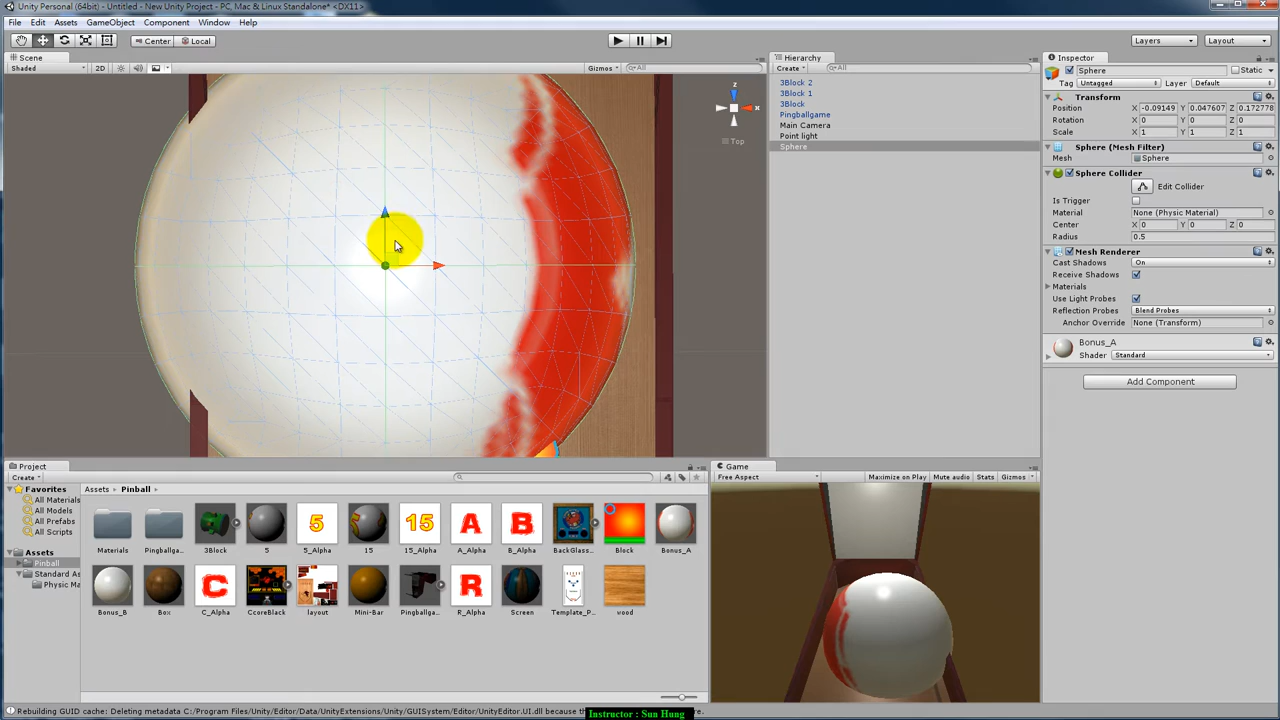 Unity Personal (64bit) - Untitled - New Unity Project - PC, Mac & Linux Standalone* <DX11>
File Edit Assets GameObject Component Window Help
Center Local Layers Layout
Scene Hierarchy Inspector
Shaded 2D Gizmos All Create All
Sphere Static
Tag Untagged Layer Default
3Block 2
3Block 1
3Block
Pingballgame
Main Camera
Point light
Sphere
z
x
Top
Transform
Position X -0.09149 Y 0.047607 Z 0.172778
Rotation X 0 Y 0 Z 0
Scale X 1 Y 1 Z 1
Sphere (Mesh Filter)
Mesh Sphere
Sphere Collider
Edit Collider
Is Trigger
Material None (Physic Material)
Center X 0 Y 0 Z 0
Radius 0.5
Mesh Renderer
Cast Shadows On
Receive Shadows
Materials
Use Light Probes
Reflection Probes Blend Probes
Anchor Override None (Transform)
Bonus_A
Shader Standard
Add Component
Project Game
Create Free Aspect Maximize on Play Mute audio Stats Gizmos
Favorites
All Materials
All Models
All Prefabs
All Scripts
Assets
Pinball
Standard As
Physic Ma
Assets Pinball
5 15 A B
Materials Pingballga... 3Block 5 5_Alpha 15 15_Alpha A_Alpha B_Alpha BackGlass... Block Bonus_A
C R
Bonus_B Box C_Alpha CcoreBlack layout Mini-Bar Pingballga... R_Alpha Screen Template_P... vood
Rebuilding GUID cache: Deleting metadata C:/Program Files/Unity/Editor/Data/UnityExtensions/Unity/GUISystem/Editor/UnityEditor.UI.dll because th re.
Instructor : Sun Hung